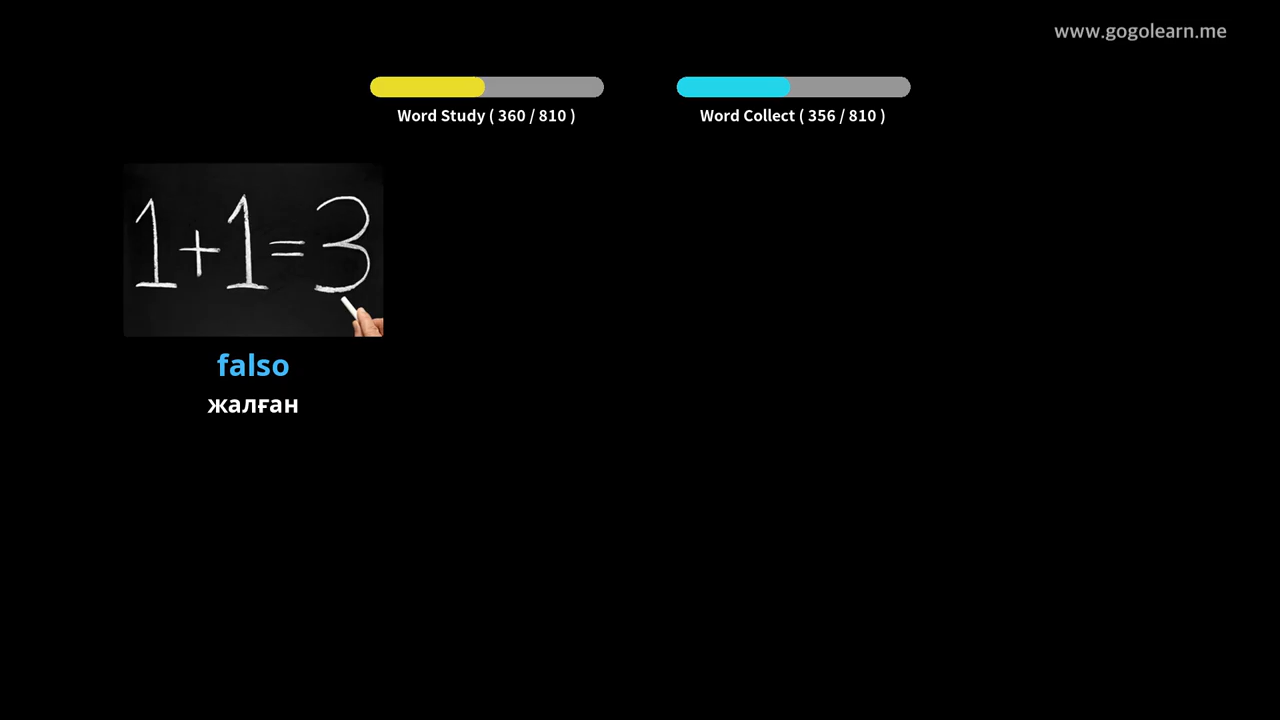 www.gogolearn.me
Word Study ( 360 / 810 )
Word Collect ( 356 / 810 )
1+1=3
falso
жалған